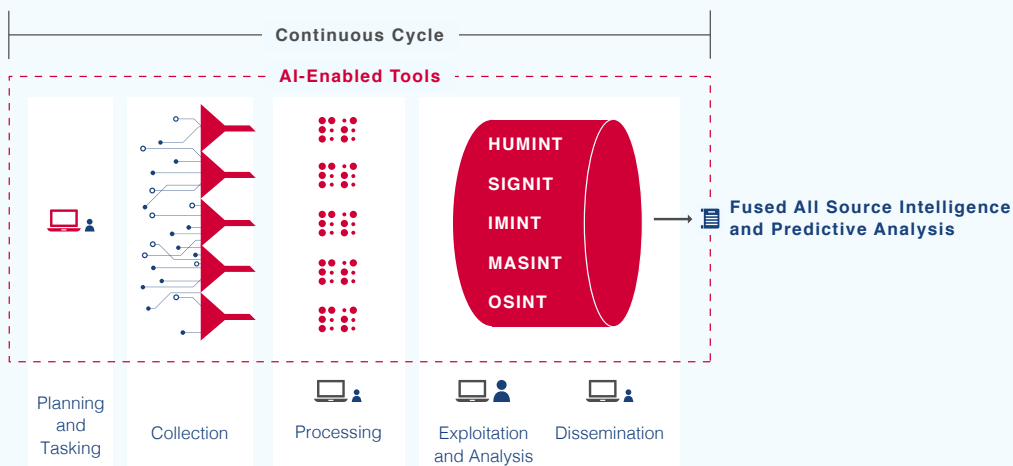 Continuous Cycle
AI-Enabled Tools
HUMINT
SIGNIT
IMINT
MASINT
OSINT
Fused All Source Intelligence
and Predictive Analysis
Planning
and
Tasking
Collection
Processing
Exploitation
and Analysis
Dissemination